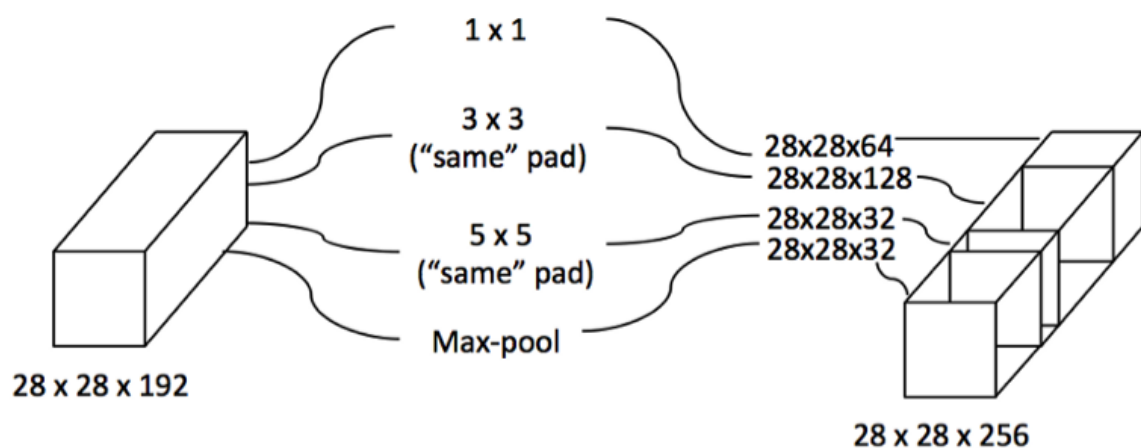 1 x 1
3 x 3
(“same” pad)
5 x 5
(“same” pad)
Max-pool
28 x 28 x 192
28x28x64
28x28x128
28x28x32
28x28x32
28 x 28 x 256